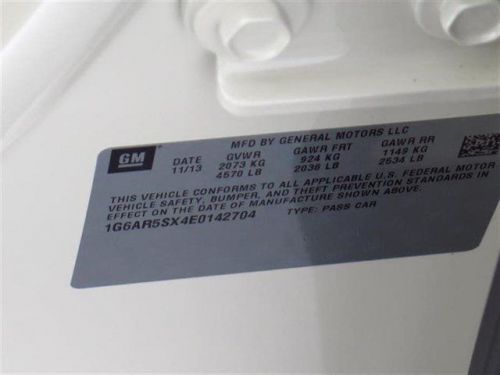 MFD BY GENERAL MOTORS LLC
GM DATE GVWR GAWR FRT GAWR RR
11/13 2073 KG 924 KG 1149 KG
4570 LB 2036 LB 2534 LB
THIS VEHICLE CONFORMS TO ALL APPLICABLE U.S. FEDERAL MOTOR
VEHICLE SAFETY, BUMPER, AND THEFT PREVENTION STANDARDS IN
EFFECT ON THE DATE OF MANUFACTURE SHOWN ABOVE.
1G6AR5SX4E0142704 TYPE: PASS CAR